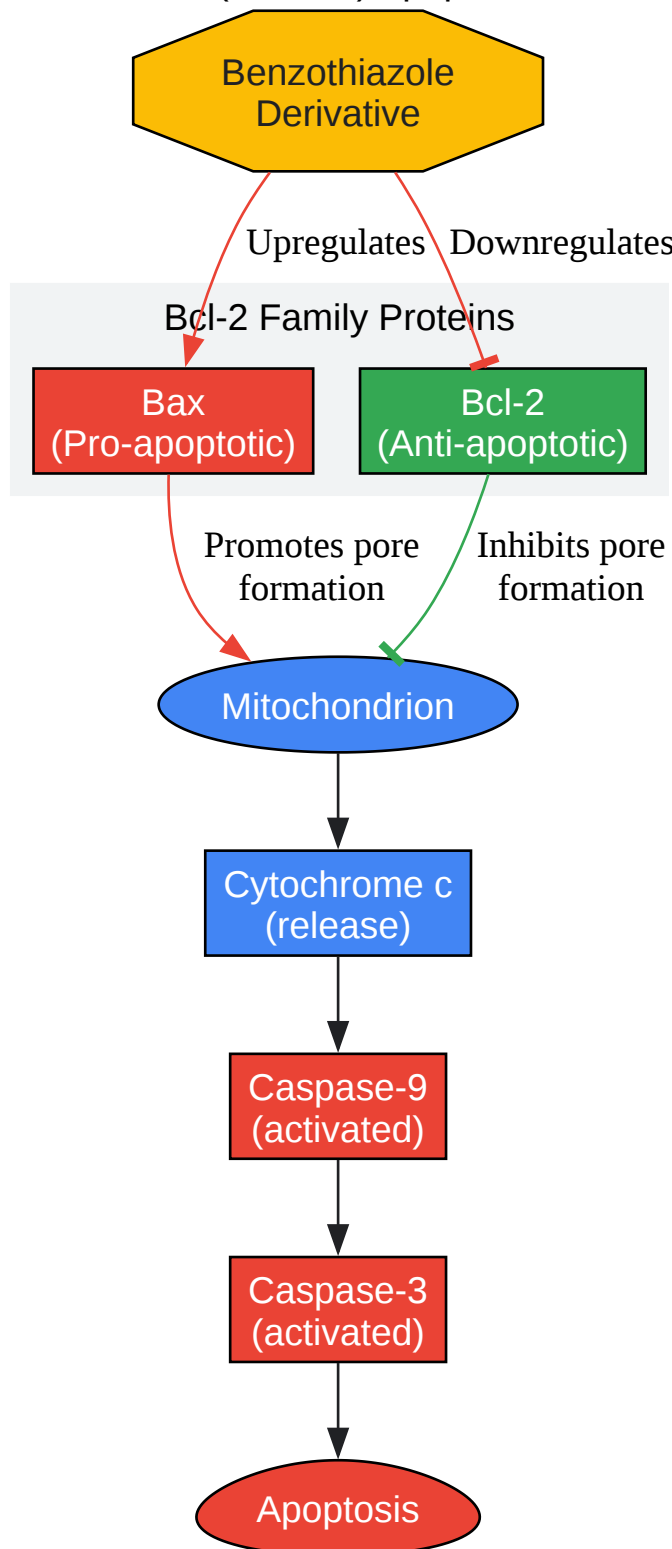 Benzothiazole
Derivative
Upregulates
Downregulates
Bcl-2 Family Proteins
Bax
(Pro-apoptotic)
Bcl-2
(Anti-apoptotic)
Promotes pore
formation
Inhibits pore
formation
Mitochondrion
Cytochrome c
(release)
Caspase-9
(activated)
Caspase-3
(activated)
Apoptosis